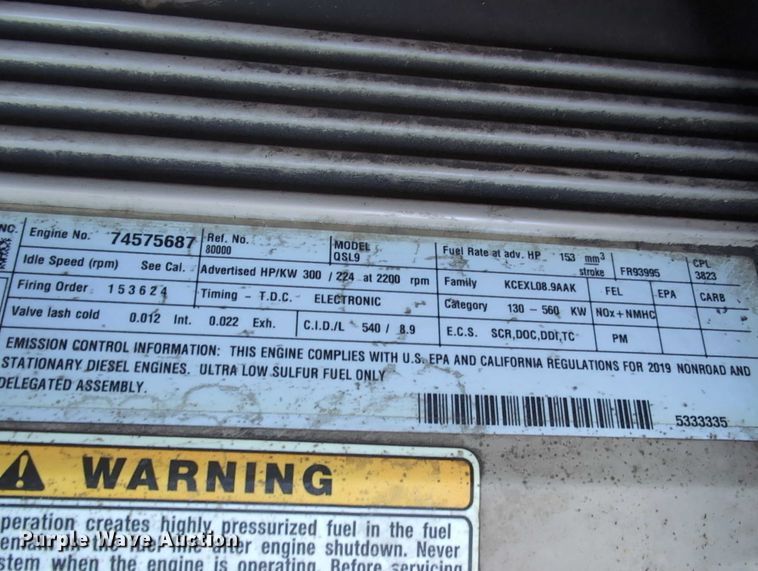 NC. Engine No. 74575687 Ref. No. 80000 MODEL QSL9 Fuel Rate at adv. HP 153 mm3 stroke FR93995 CPL 3823
Idle Speed (rpm) See Cal. Advertised HP/KW 300 / 224 at 2200 rpm Family KCEXL08.9AAK FEL EPA CARB
Firing Order 153624 Timing - T.D.C. ELECTRONIC Category 130 - 560 KW NOx + NMHC
Valve lash cold 0.012 Int. 0.022 Exh. C.I.D./L 540 / 8.9 E.C.S. SCR,DOC,DDI,TC PM
EMISSION CONTROL INFORMATION: THIS ENGINE COMPLIES WITH U.S. EPA AND CALIFORNIA REGULATIONS FOR 2019 NONROAD AND
STATIONARY DIESEL ENGINES. ULTRA LOW SULFUR FUEL ONLY
DELEGATED ASSEMBLY.
5333335
WARNING
peration creates highly pressurized fuel in the fuel
the fuel line after engine shutdown. Never
stem when the engine is operating. Before servicing
Purple Wave Auction